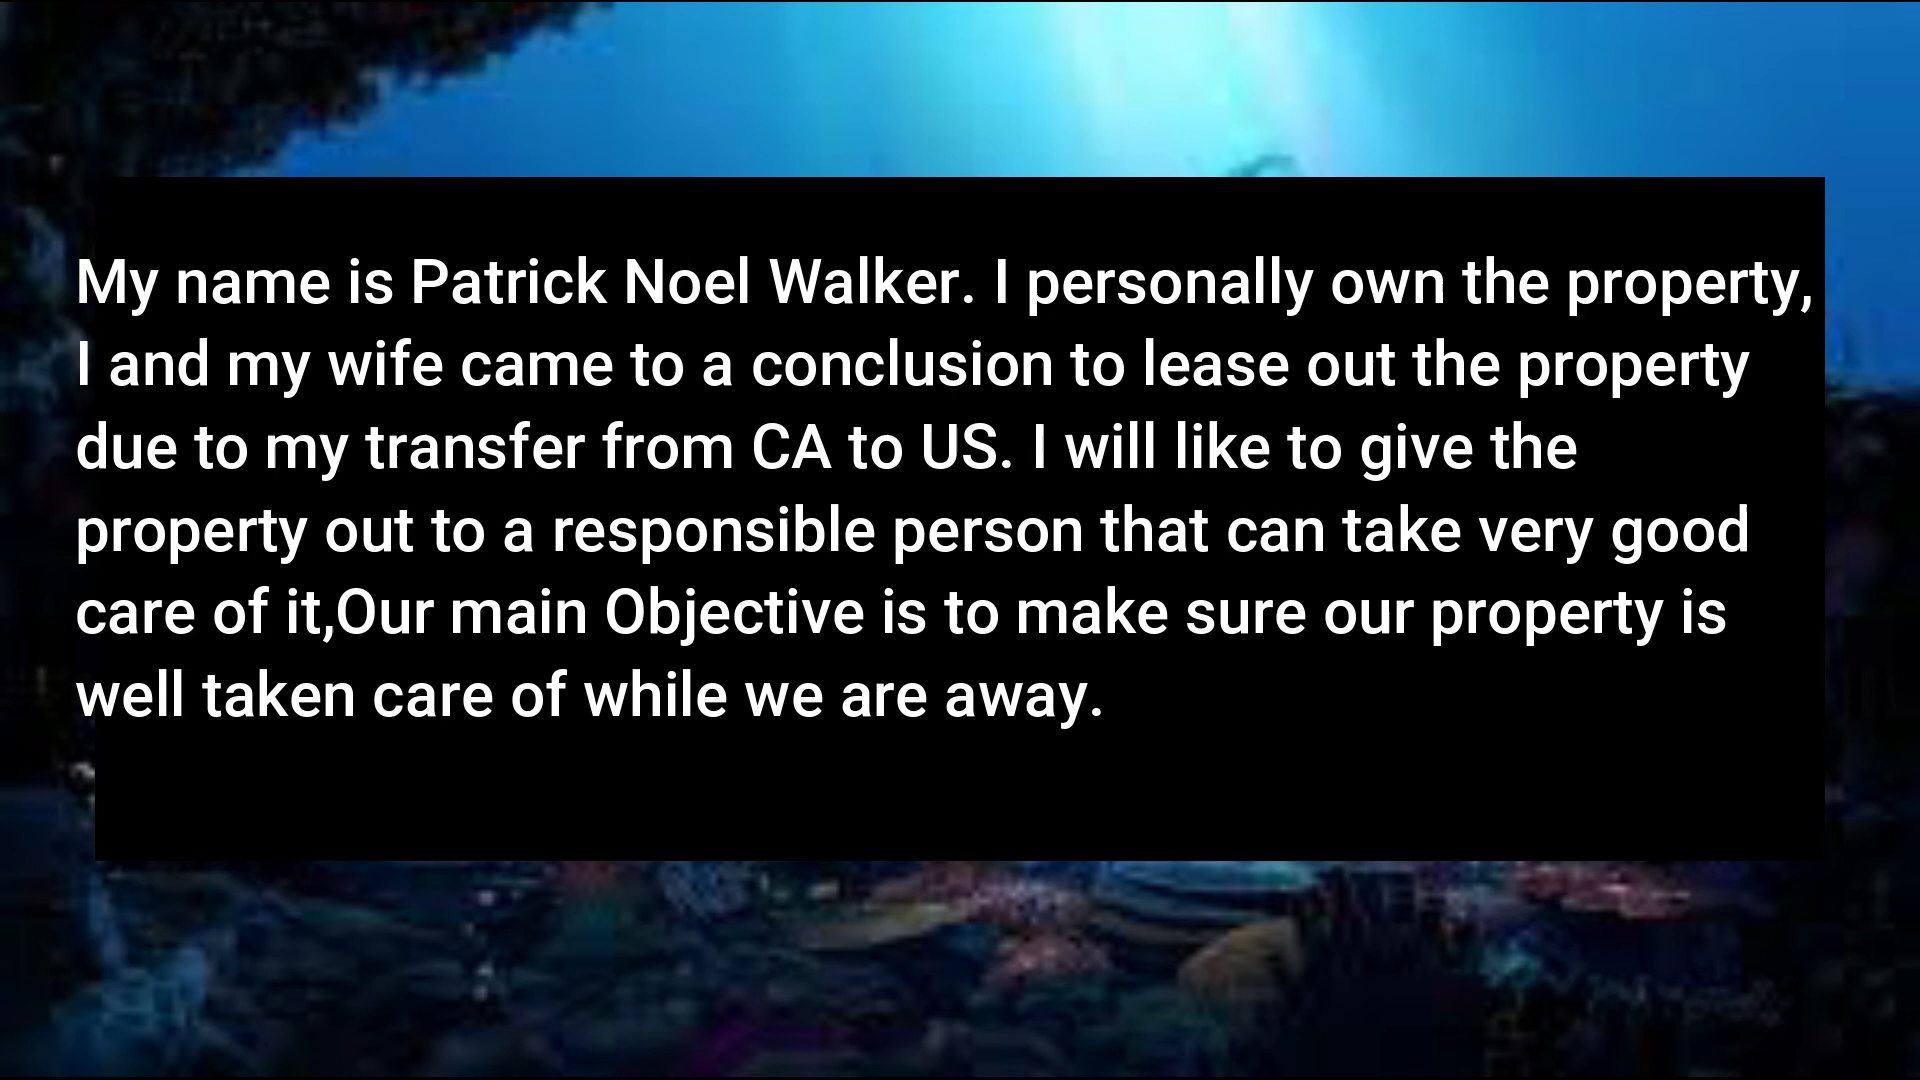 My name is Patrick Noel Walker. I personally own the property,
I and my wife came to a conclusion to lease out the property
due to my transfer from CA to US. I will like to give the
property out to a responsible person that can take very good
care of it,Our main Objective is to make sure our property is
well taken care of while we are away.